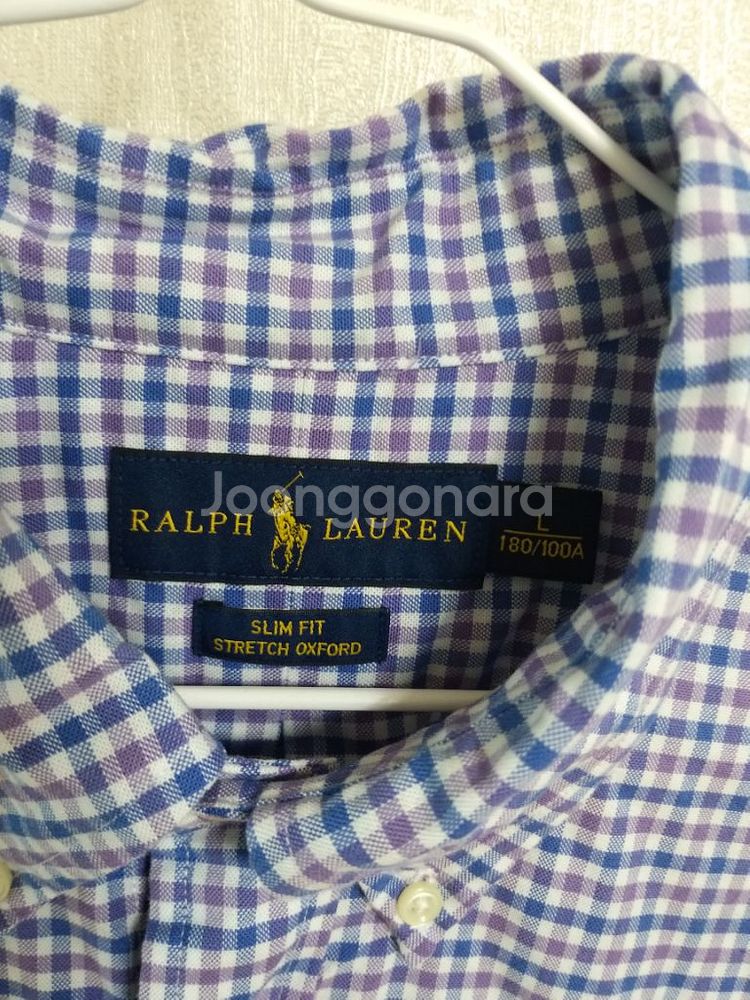 Joonggonara
RALPH LAUREN
L
180/100A
SLIM FIT
STRETCH OXFORD